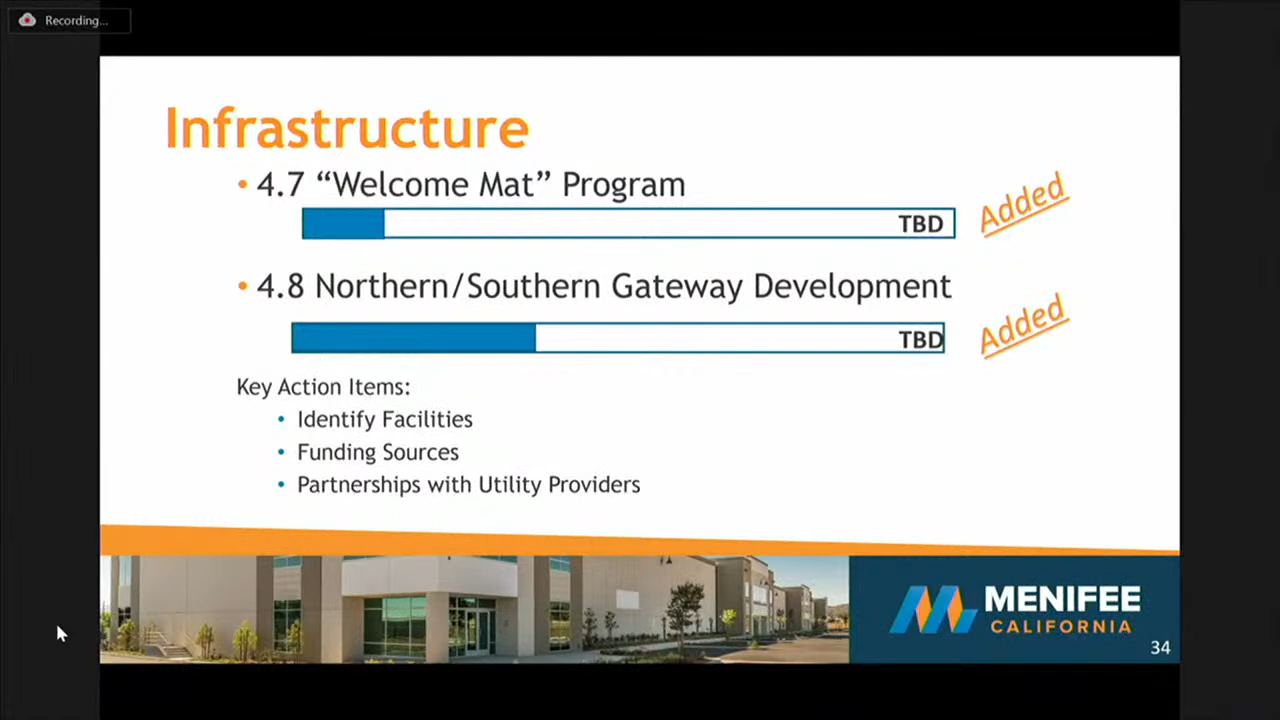 Recording...
Infrastructure
• 4.7 “Welcome Mat” Program
Added
TBD
• 4.8 Northern/Southern Gateway Development
Added
TBD
Key Action Items:
• Identify Facilities
• Funding Sources
• Partnerships with Utility Providers
MENIFEE
CALIFORNIA
34